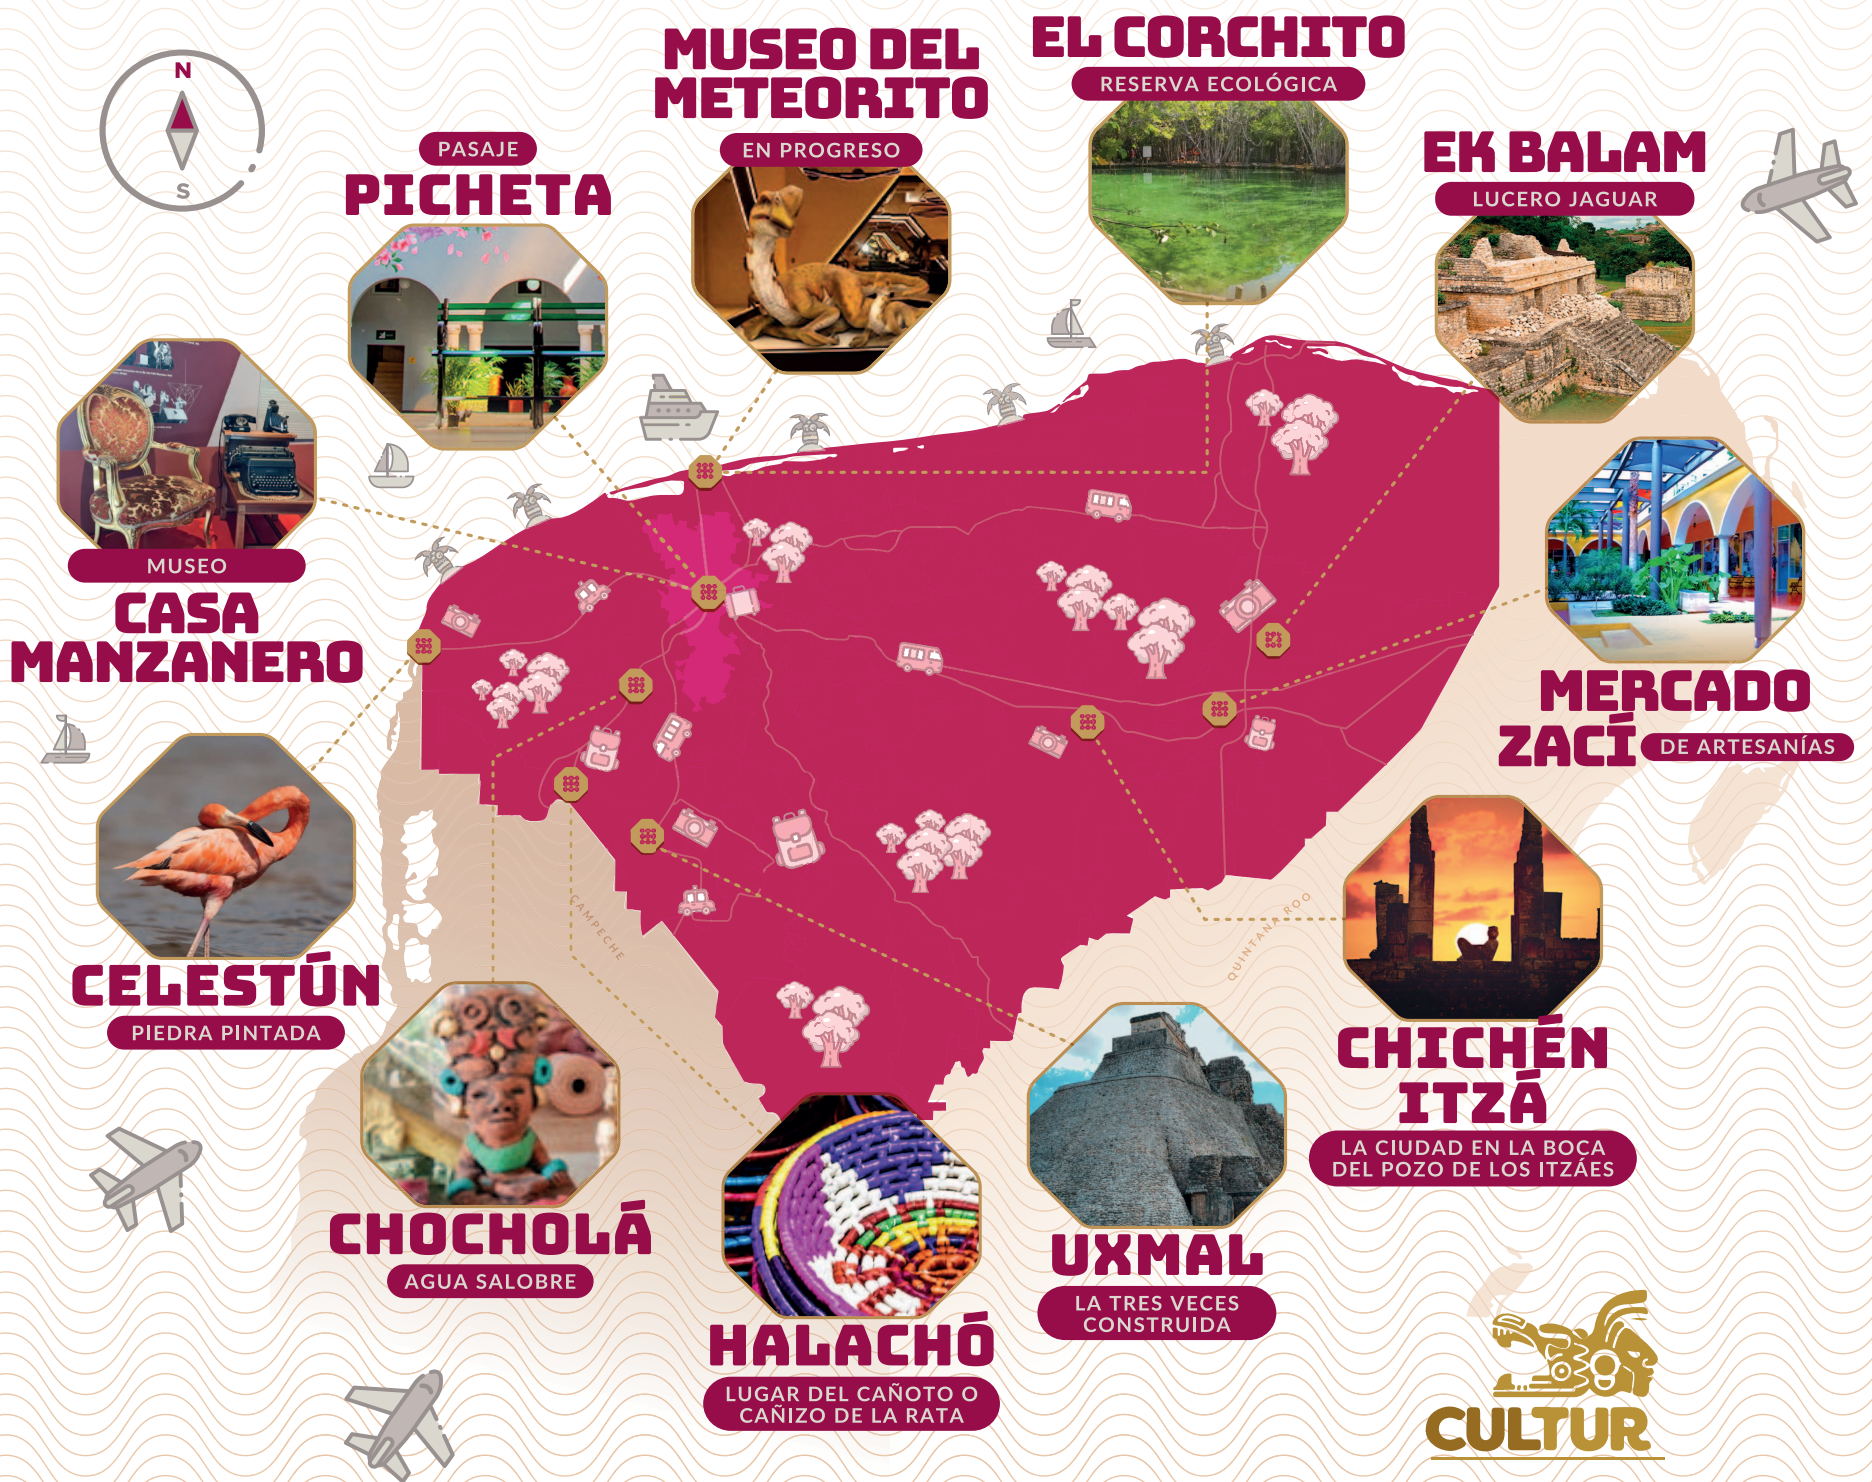 N
S
MUSEO DEL
METEORITO
EN PROGRESO
EL CORCHITO
RESERVA ECOLÓGICA
PASAJE
PICHETA
EK BALAM
LUCERO JAGUAR
MUSEO
CASA
MANZANERO
MERCADO
ZACÍ DE ARTESANÍAS
CELESTÚN
PIEDRA PINTADA
CAMPECHE
QUINTANA ROO
CHICHÉN
ITZÁ
LA CIUDAD EN LA BOCA
DEL POZO DE LOS ITZÁES
CHOCHOLÁ
AGUA SALOBRE
UXMAL
LA TRES VECES
CONSTRUIDA
HALACHÓ
LUGAR DEL CAÑOTO O
CAÑIZO DE LA RATA
CULTUR